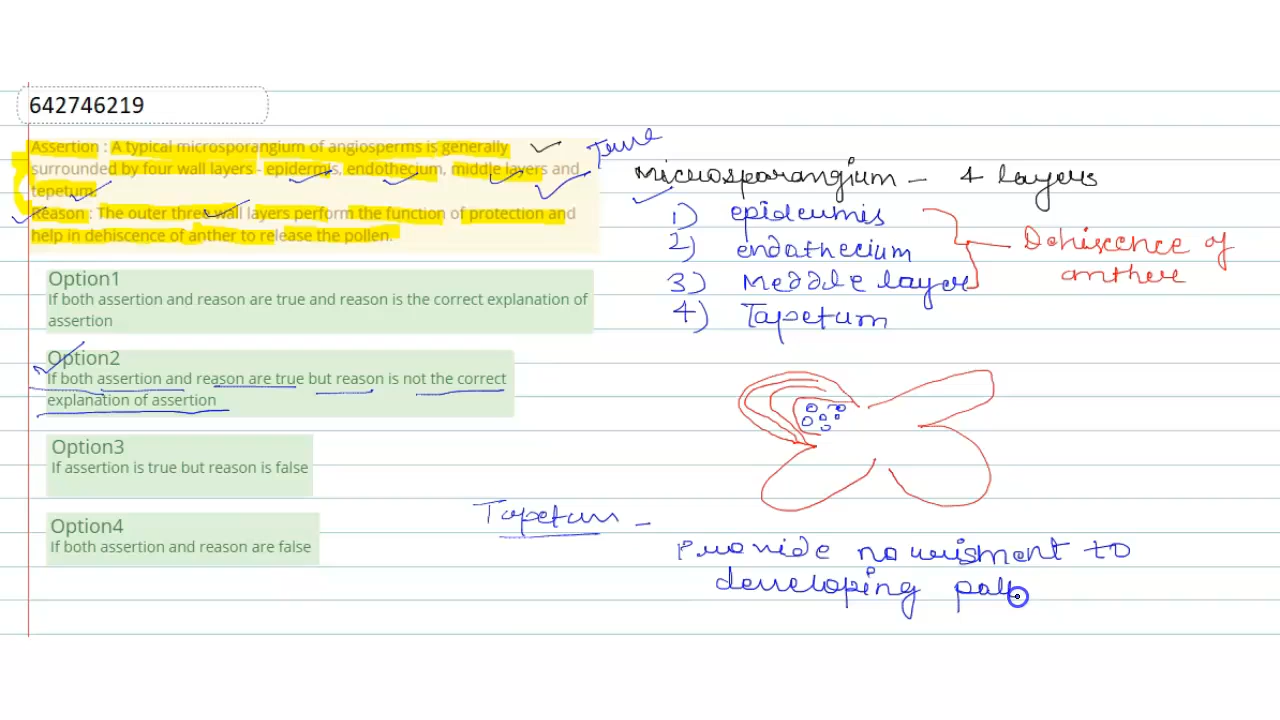 642746219
Assertion : A typical microsporangium of angiosperms is generally
surrounded by four wall layers - epidermis, endothecium, middle layers and
tepetum.
True
Reason : The outer three wall layers perform the function of protection and
help in dehiscence of anther to release the pollen.
Option1
If both assertion and reason are true and reason is the correct explanation of
assertion
Option2
If both assertion and reason are true but reason is not the correct
explanation of assertion
Option3
If assertion is true but reason is false
Option4
If both assertion and reason are false
Microsporangium - 4 layers
1) epideumis
2) endothecium
3) Meddle layer
4) Tapetum
Dehiscence of
anther
Tapetum -
Provide nourisment to
developing poll